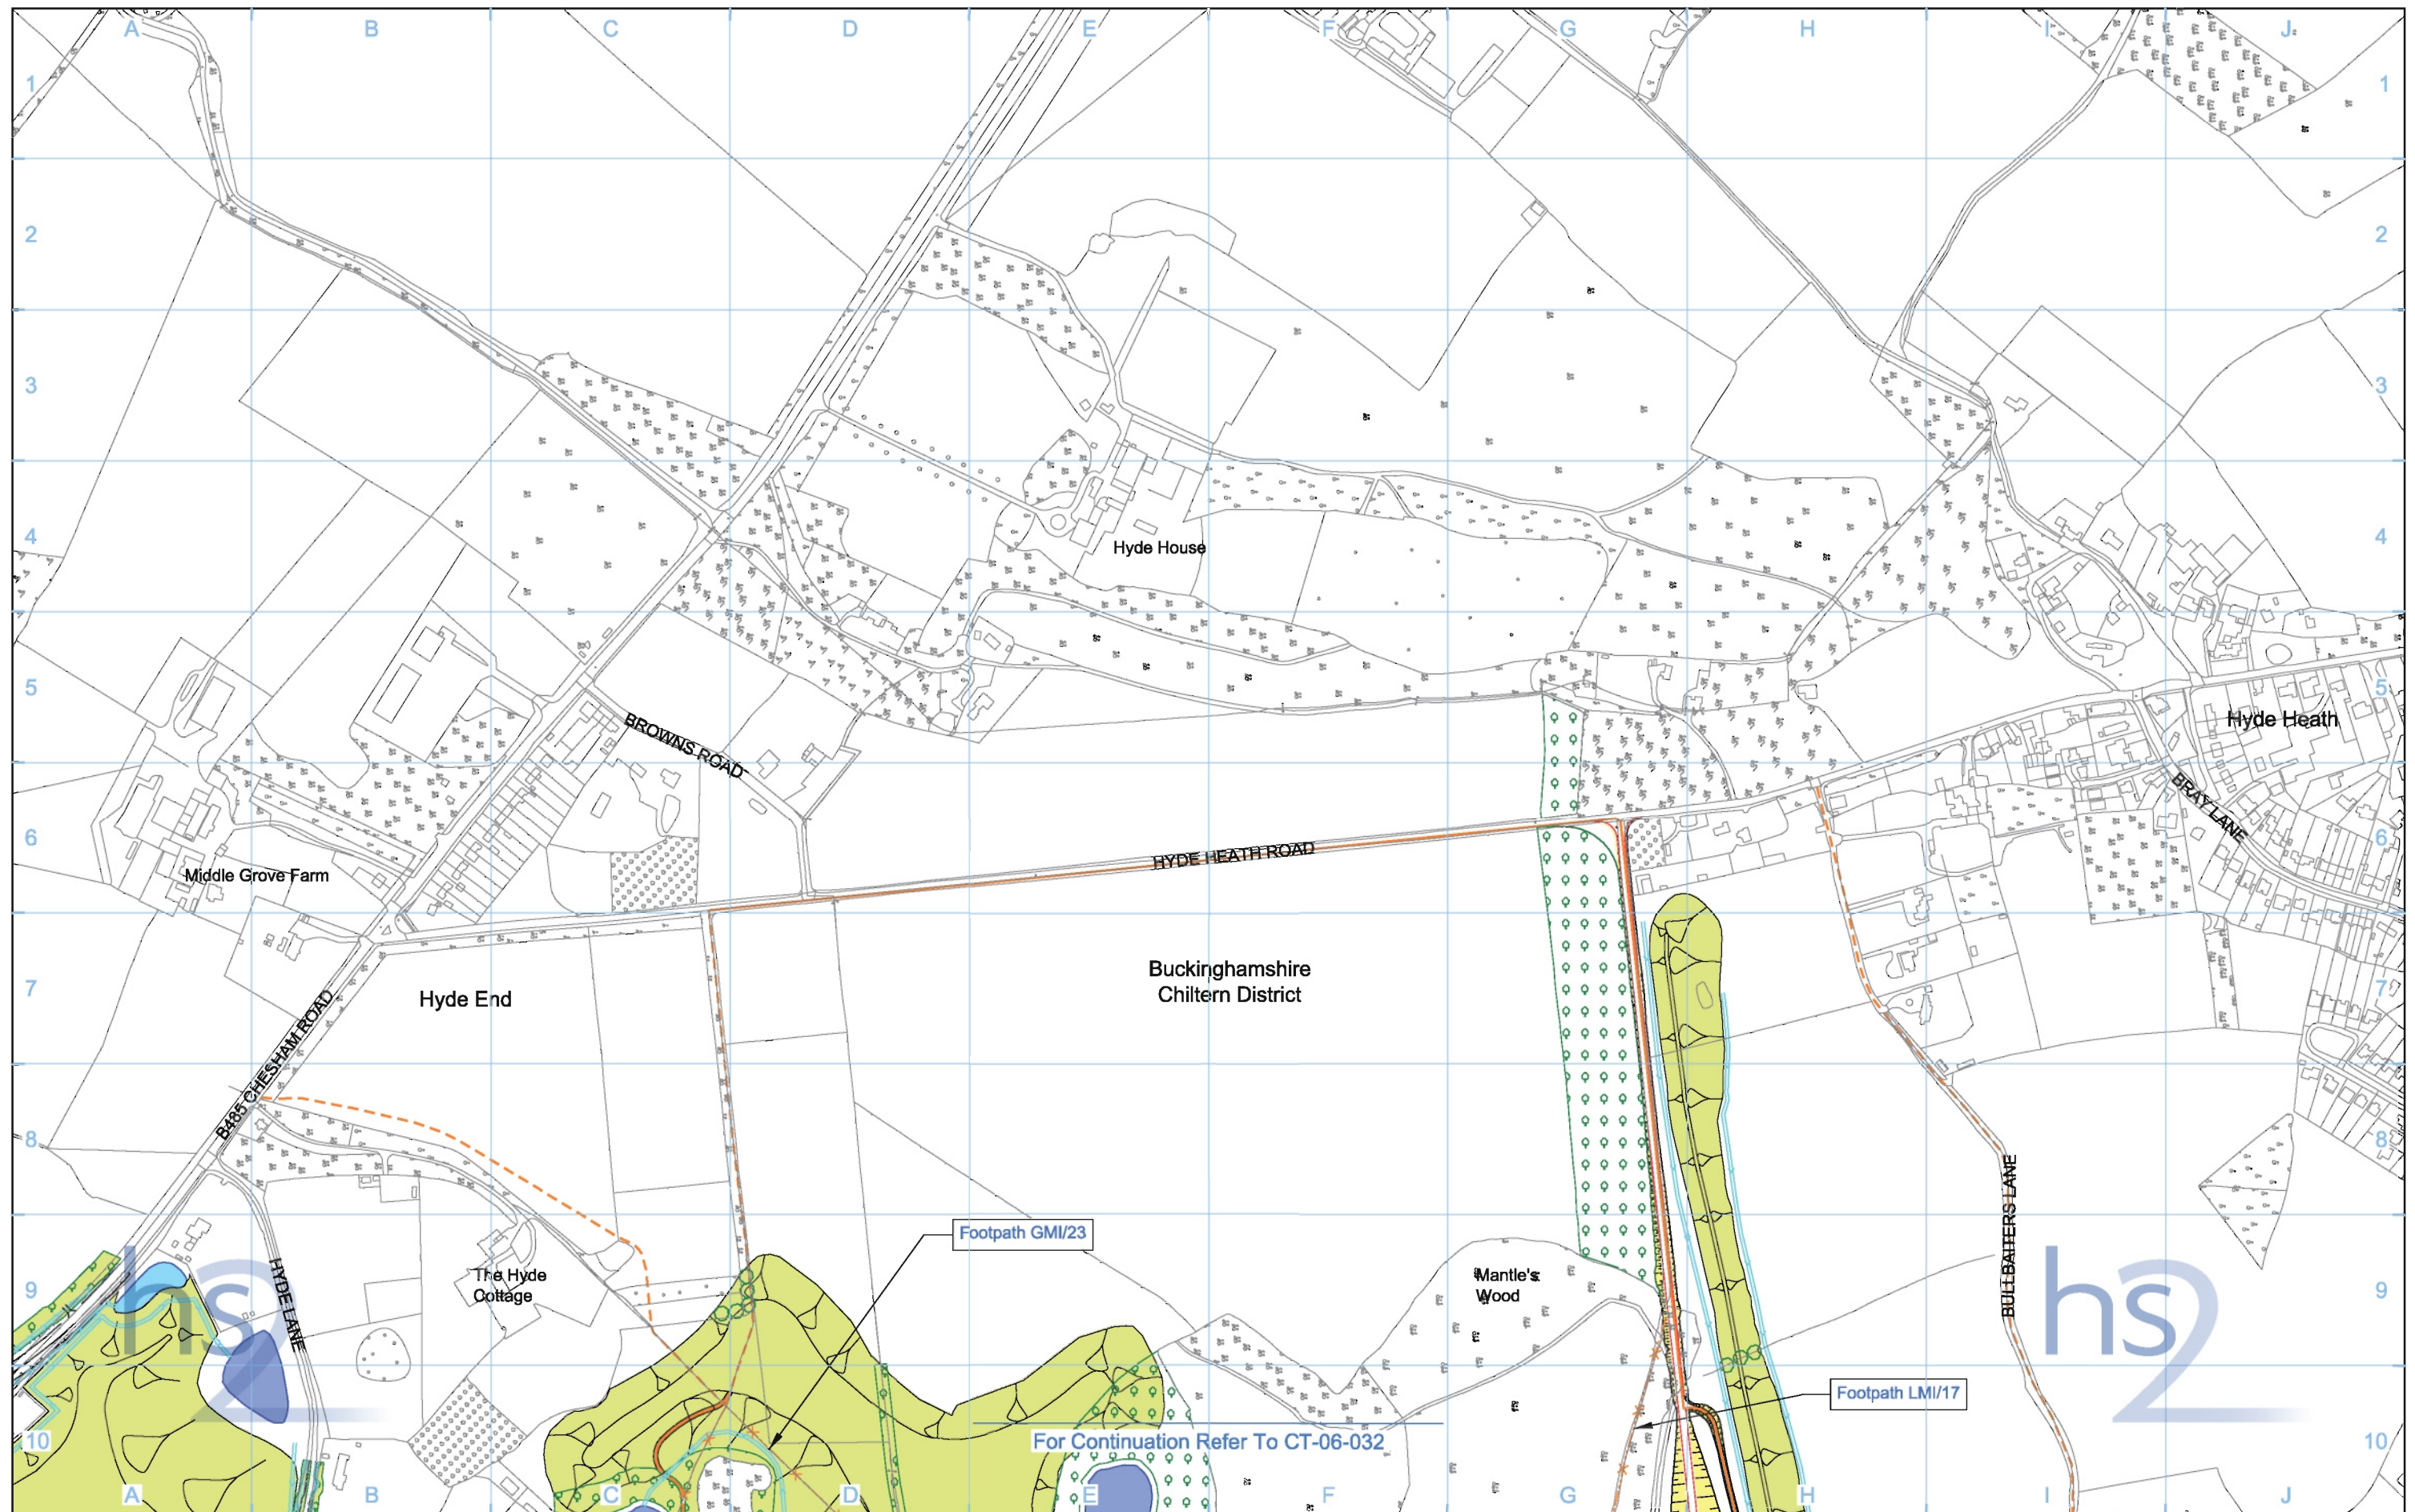 A B C D E F G H I J
1 1
2 2
3 3
4 4
Hyde House
5 5
BROWNS ROAD
Hyde Heath
BRAY LANE
6 6
HYDE HEATH ROAD
Middle Grove Farm
Buckinghamshire
Chiltern District
7 7
Hyde End
B485 CHESHAM ROAD
8 8
BULLBAITERS LANE
Footpath GMI/23
HYDE LANE
The Hyde
Cottage
Mantle's
Wood
9 9
hs2 hs2
Footpath LMI/17
10 10
For Continuation Refer To CT-06-032
A B C D E F G H I J